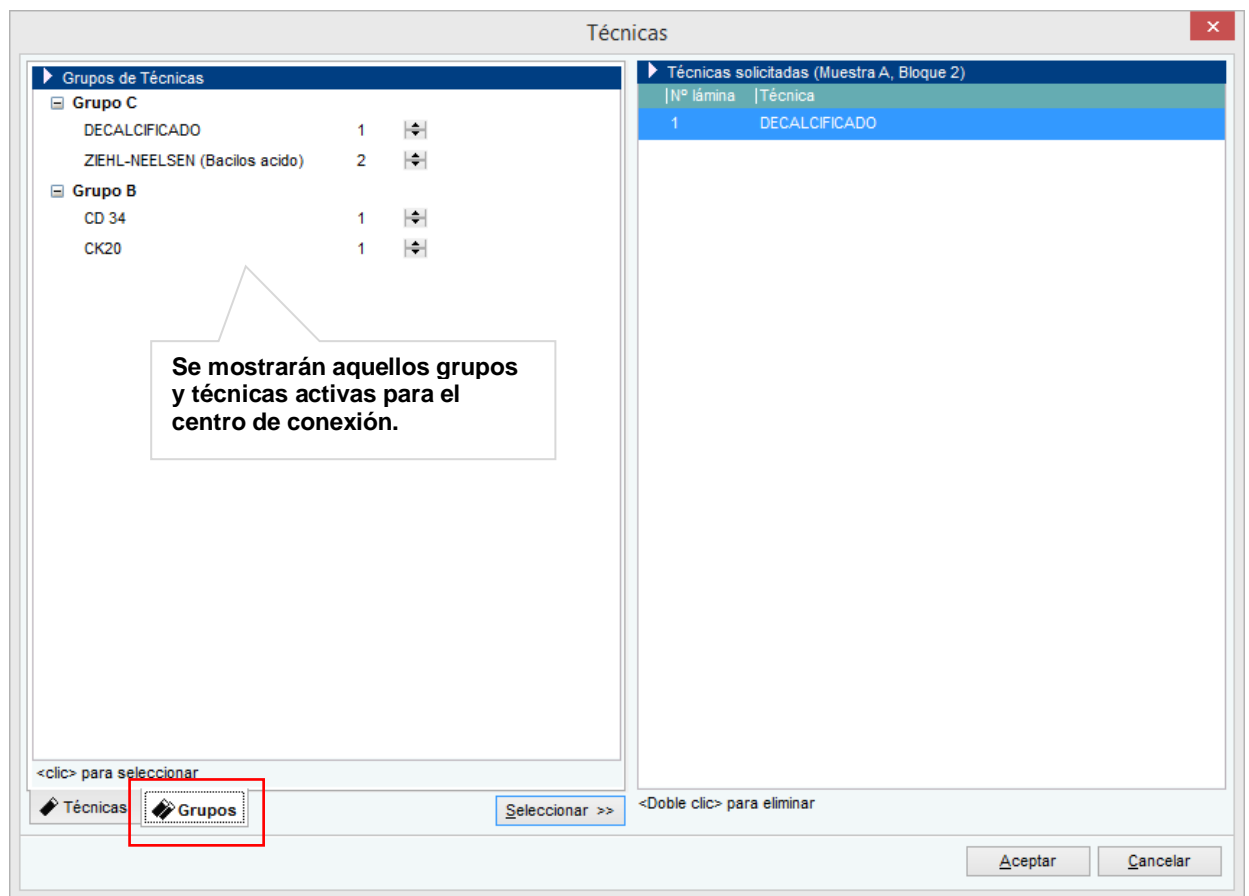 Técnicas
Grupos de Técnicas
Grupo C
DECALCIFICADO 1
ZIEHL-NEELSEN (Bacilos acido) 2
Grupo B
CD 34 1
CK20 1
Se mostrarán aquellos grupos
y técnicas activas para el
centro de conexión.
<clic> para seleccionar
Técnicas
Grupos
Seleccionar >>
Técnicas solicitadas (Muestra A, Bloque 2)
|Nº lámina |Técnica
1 DECALCIFICADO
<Doble clic> para eliminar
Aceptar
Cancelar